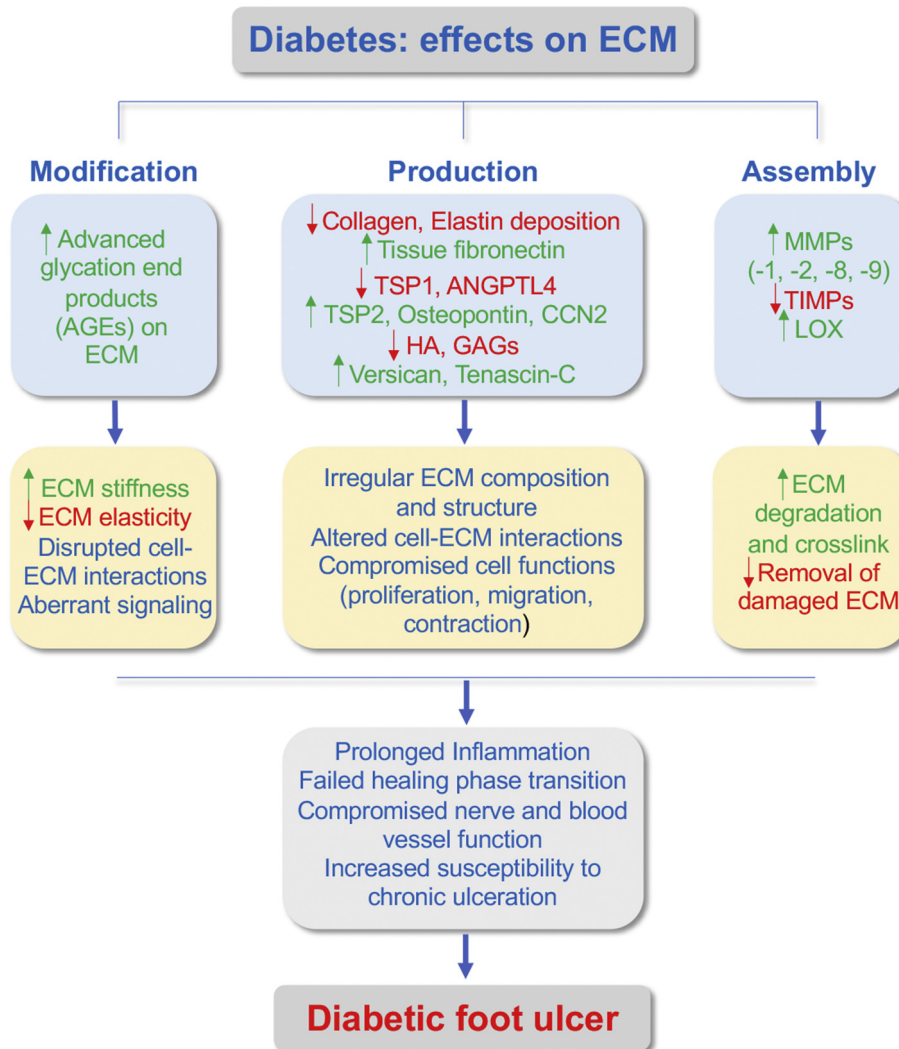 Diabetes: effects on ECM
Modification
↑ Advanced
glycation end
products
(AGEs) on
ECM
↑ ECM stiffness
↓ ECM elasticity
Disrupted cell-
ECM interactions
Aberrant signaling
Production
↓ Collagen, Elastin deposition
↑ Tissue fibronectin
↓ TSP1, ANGPTL4
↑ TSP2, Osteopontin, CCN2
↓ HA, GAGs
↑ Versican, Tenascin-C
Irregular ECM composition
and structure
Altered cell-ECM interactions
Compromised cell functions
(proliferation, migration,
contraction)
Assembly
↑ MMPs
(-1, -2, -8, -9)
↓ TIMPs
↑ LOX
↑ ECM
degradation
and crosslink
↓ Removal of
damaged ECM
Prolonged Inflammation
Failed healing phase transition
Compromised nerve and blood
vessel function
Increased susceptibility to
chronic ulceration
Diabetic foot ulcer